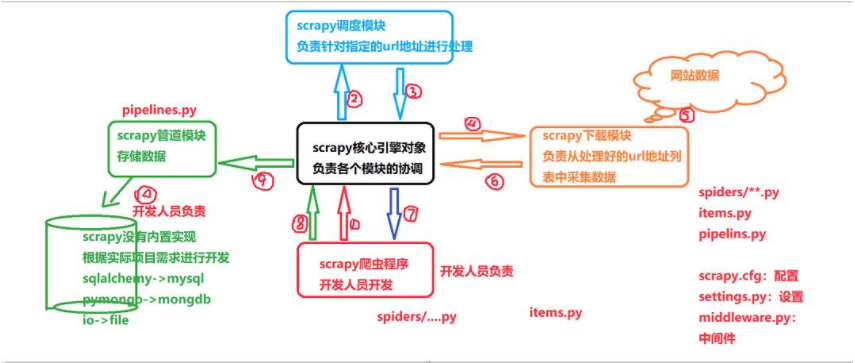 scrapy调度模块
负责针对指定的url地址进行处理
网站数据
②
③
⑤
pipelines.py
④
scrapy管道模块
存储数据
scrapy核心引擎对象
负责各个模块的协调
scrapy下载模块
负责从处理好的url地址列
表中采集数据
⑨
⑥
spiders/**.py
items.py
pipelins.py
开发人员负责
⑧
⑦
scrapy没有内置实现
根据实际项目需求进行开发
sqlalchemy->mysql
pymongo->mongdb
io->file
scrapy爬虫程序
开发人员开发
开发人员负责
scrapy.cfg：配置
settings.py：设置
middleware.py：
中间件
spiders/....py
items.py